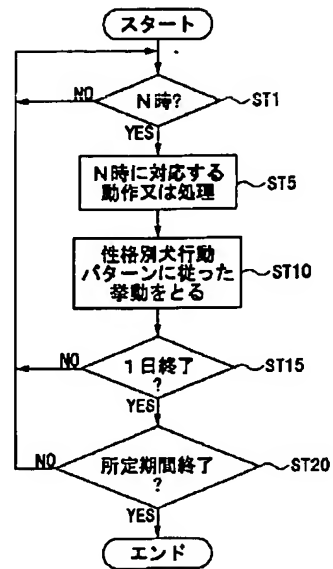 スタート
N時?
NO
ST1
YES
N時に対応する
動作又は処理
ST5
性格別犬行動
パターンに従った
挙動をとる
ST10
1日終了
?
NO
ST15
YES
所定期間終了
?
NO
ST20
YES
エンド